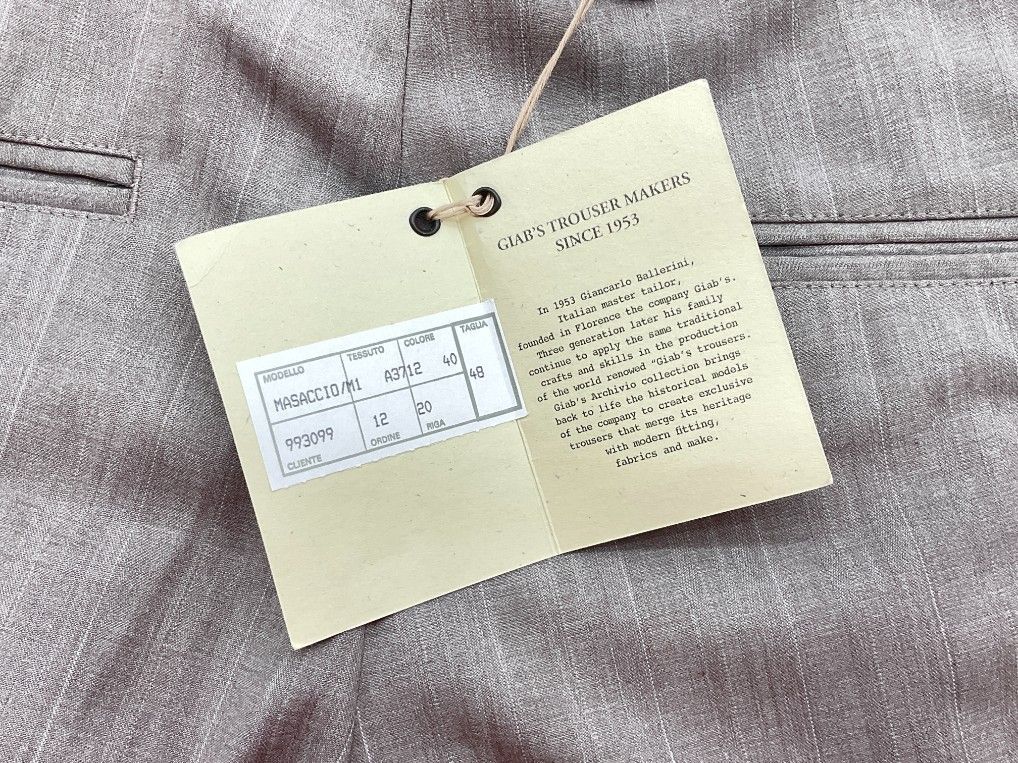 MODELLO TESSUTO COLORE TAGLIA
MASACCIO/M1 A3712 40 48
993099 12 20
CLIENTE ORDINE RIGA
GIAB'S TROUSER MAKERS
SINCE 1953
In 1953 Giancarlo Ballerini,
Italian master tailor,
founded in Florence the company Giab's.
Three generation later his family
continue to apply the same traditional
crafts and skills in the production
of the world renowned "Giab's trousers.
Giab's Archivio collection brings
back to life the historical models
of the company to create exclusive
trousers that merge its heritage
with modern fitting,
fabrics and make.